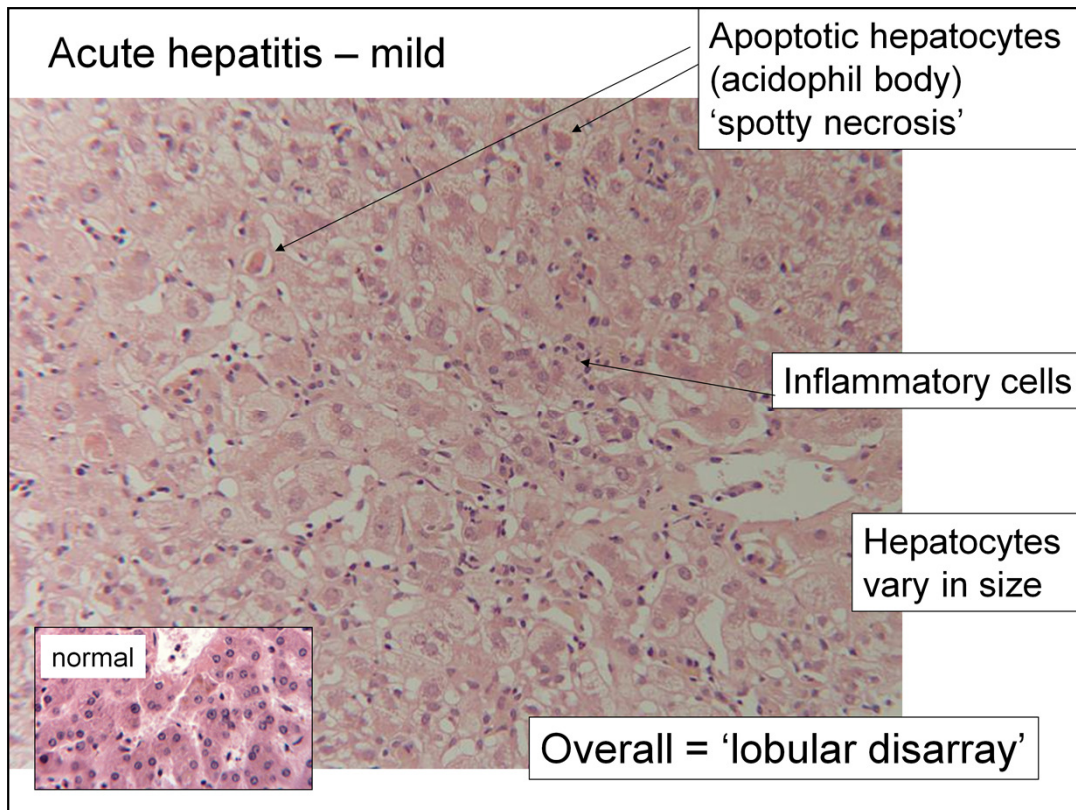 Acute hepatitis – mild
Apoptotic hepatocytes
(acidophil body)
‘spotty necrosis’
Inflammatory cells
Hepatocytes
vary in size
normal
Overall = ‘lobular disarray’